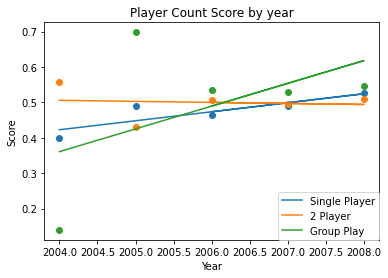 Player Count Score by year
0.7
0.6
0.5
0.4
0.3
0.2
Score
2004.0 2004.5 2005.0 2005.5 2006.0 2006.5 2007.0 2007.5 2008.0
Year
Single Player
2 Player
Group Play